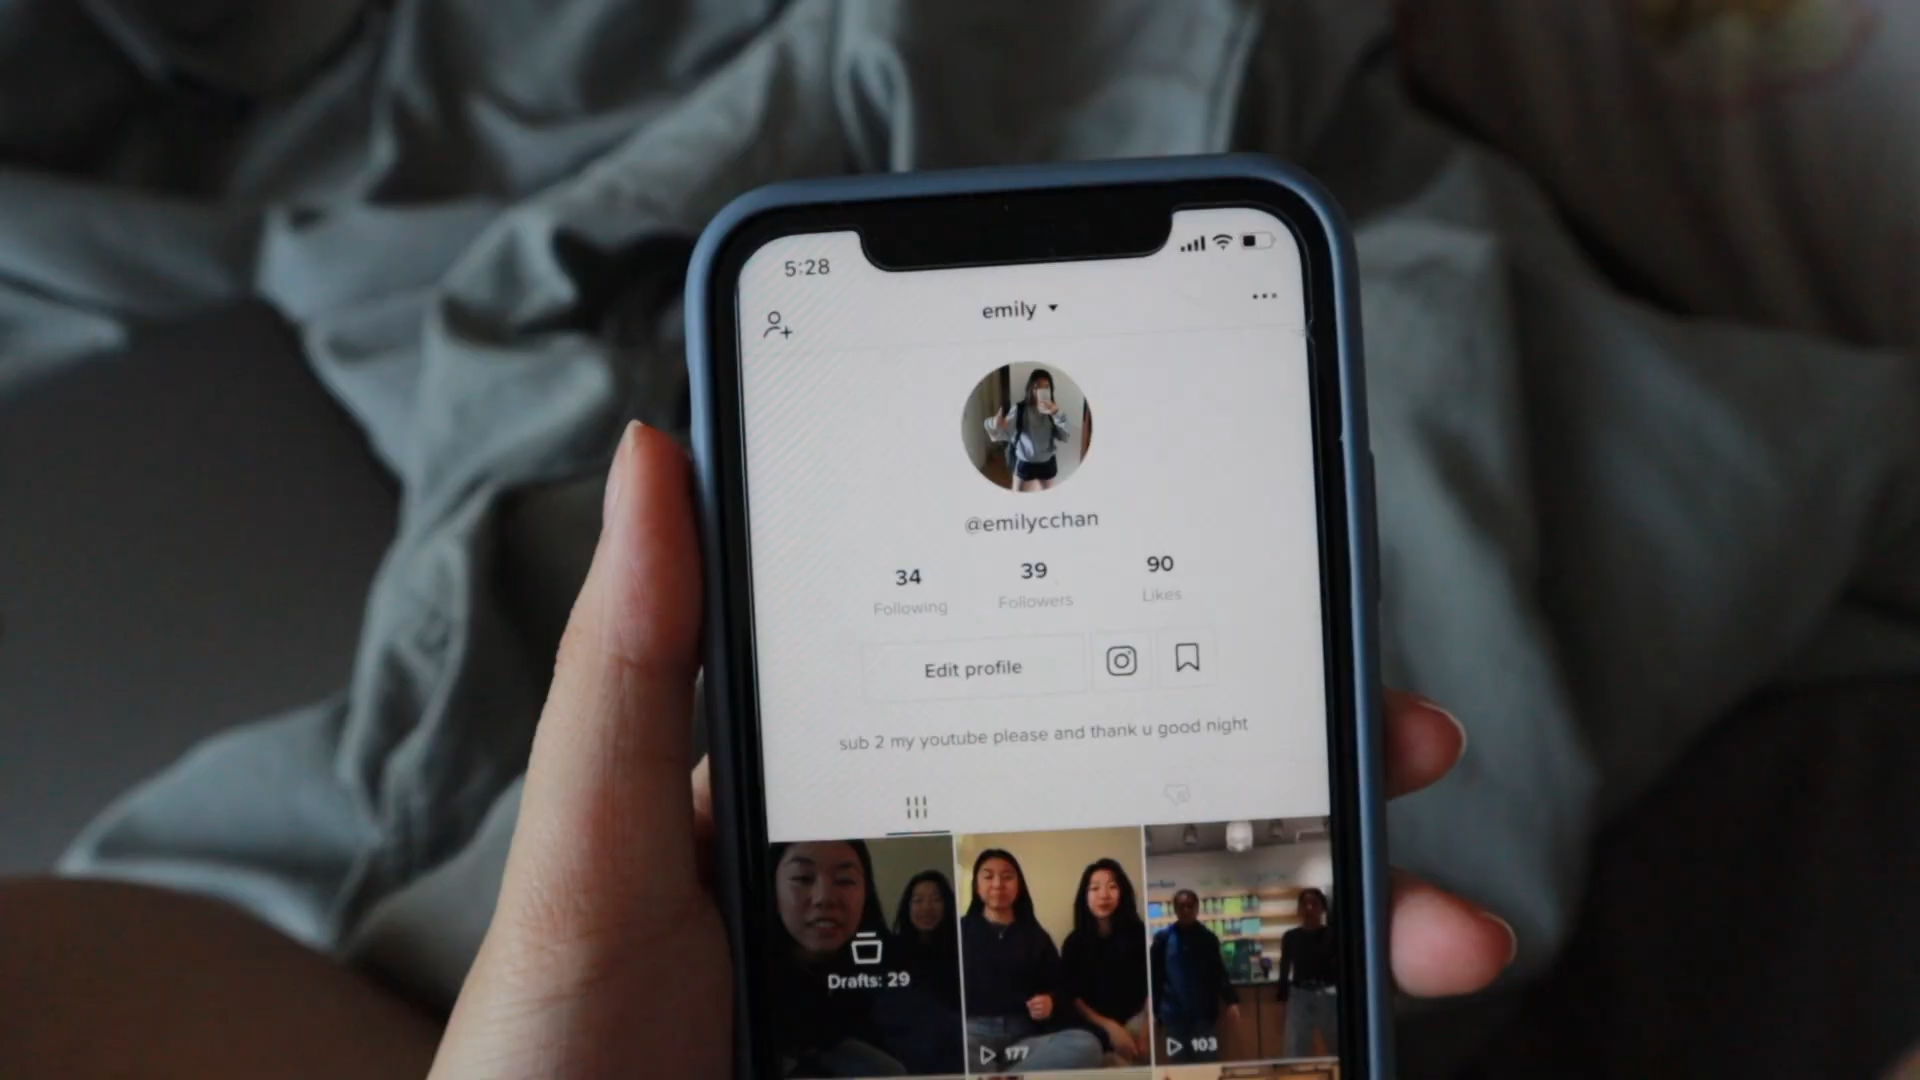 5:28
emily
@emilycchan
34 39 90
Following Followers Likes
Edit profile
sub 2 my youtube please and thank u good night
Drafts: 29
177 103